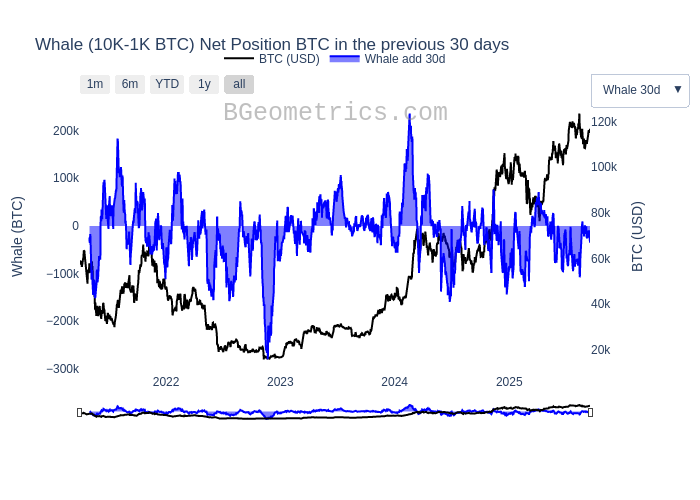 Whale (10K-1K BTC) Net Position BTC in the previous 30 days
BTC (USD) Whale add 30d
1m 6m YTD 1y all
Whale 30d ▼
BGeometrics.com
200k
100k
0
−100k
−200k
−300k
Whale (BTC)
120k
100k
80k
60k
40k
20k
BTC (USD)
2022 2023 2024 2025